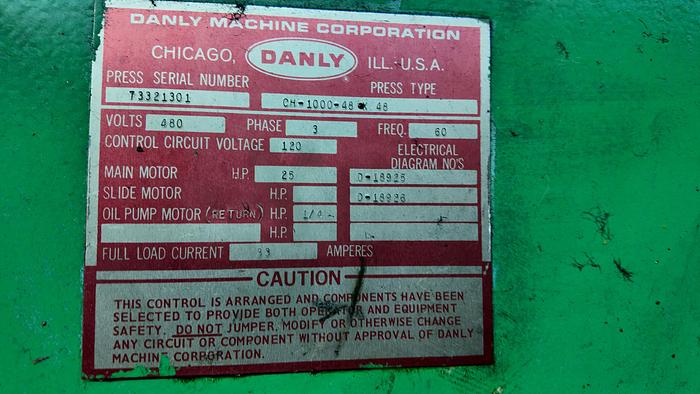 DANLY MACHINE CORPORATION
CHICAGO, DANLY ILL. U.S.A.
PRESS SERIAL NUMBER PRESS TYPE
73321301 CH-1000-48 X 48
VOLTS 480 PHASE 3 FREQ. 60
CONTROL CIRCUIT VOLTAGE 120 ELECTRICAL
DIAGRAM NO'S
MAIN MOTOR H.P. 25 D-18925
SLIDE MOTOR H.P. D-18926
OIL PUMP MOTOR (RETURN) H.P. 1/4
H.P.
FULL LOAD CURRENT 33 AMPERES
CAUTION
THIS CONTROL IS ARRANGED AND COMPONENTS HAVE BEEN
SELECTED TO PROVIDE BOTH OPERATOR AND EQUIPMENT
SAFETY. DO NOT JUMPER, MODIFY OR OTHERWISE CHANGE
ANY CIRCUIT OR COMPONENT WITHOUT APPROVAL OF DANLY
MACHINE CORPORATION.